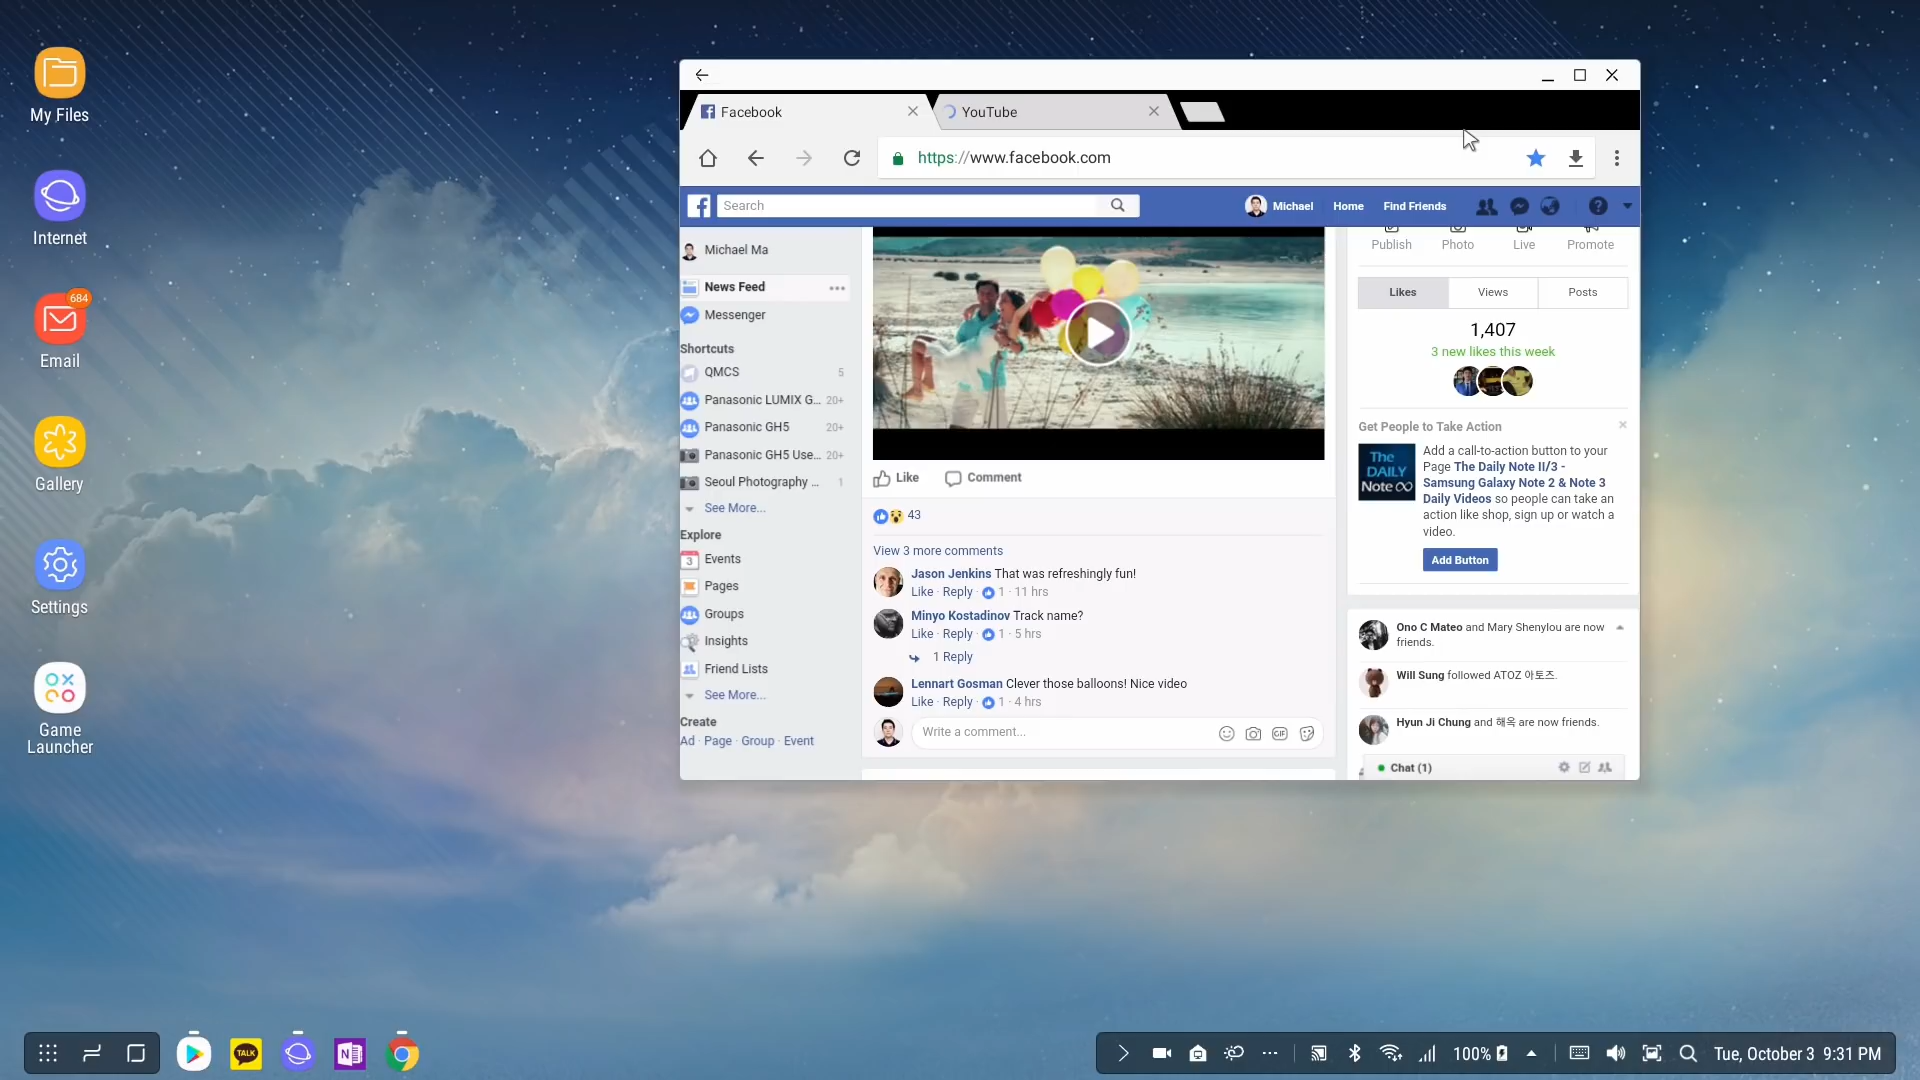 My Files
Internet
684
Email
Gallery
Settings
Game
Launcher
Facebook
YouTube
https://www.facebook.com
Search
Michael
Home
Find Friends
Michael Ma
News Feed
Messenger
Shortcuts
QMCS 5
Panasonic LUMIX G... 20+
Panasonic GH5 20+
Panasonic GH5 Use... 20+
Seoul Photography ... 1
See More...
Explore
3
Events
Pages
Groups
Insights
Friend Lists
See More...
Create
Ad · Page · Group · Event
Like
Comment
43
View 3 more comments
Jason Jenkins That was refreshingly fun!
Like · Reply · 1 · 11 hrs
Minyo Kostadinov Track name?
Like · Reply · 1 · 5 hrs
1 Reply
Lennart Gosman Clever those balloons! Nice video
Like · Reply · 1 · 4 hrs
Write a comment...
GIF
Publish
Photo
Live
Promote
Likes
Views
Posts
1,407
3 new likes this week
Get People to Take Action
The
DAILY
Note ∞
Add a call-to-action button to your
Page The Daily Note II/3 -
Samsung Galaxy Note 2 & Note 3
Daily Videos so people can take an
action like shop, sign up or watch a
video.
Add Button
Ono C Mateo and Mary Shenylou are now
friends.
Will Sung followed ATOZ 아토즈.
Hyun Ji Chung and 해옥 are now friends.
Chat (1)
TALK
N
100%
Tue, October 3 9:31 PM